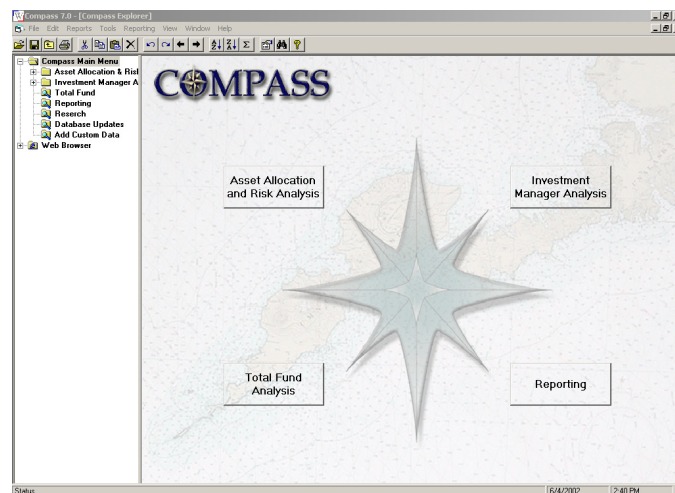 Compass 7.0 - [Compass Explorer]
File Edit Reports Tools Reporting View Window Help
Compass Main Menu
Asset Allocation & Risl
Investment Manager A
Total Fund
Reporting
Reserch
Database Updates
Add Custom Data
Web Browser
COMPASS
Asset Allocation
and Risk Analysis
Investment
Manager Analysis
Total Fund
Analysis
Reporting
Status
6/4/2002
2:40 PM